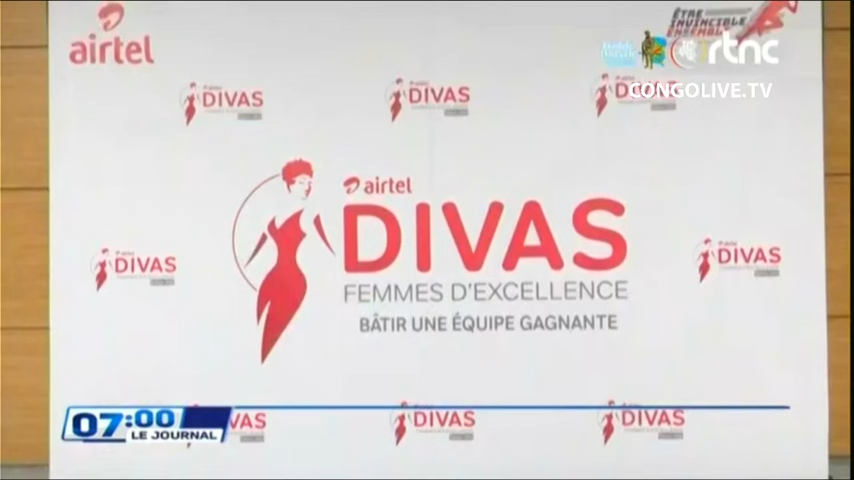 airtel
ÊTRE
INVINCIBLE
ENSEMBLE
rtnc
CONGOLIVE.TV
DIVAS
DIVAS
DIVAS
airtel
DIVAS
FEMMES D'EXCELLENCE
BÂTIR UNE ÉQUIPE GAGNANTE
DIVAS
DIVAS
07:00
LE JOURNAL
DIVAS
DIVAS